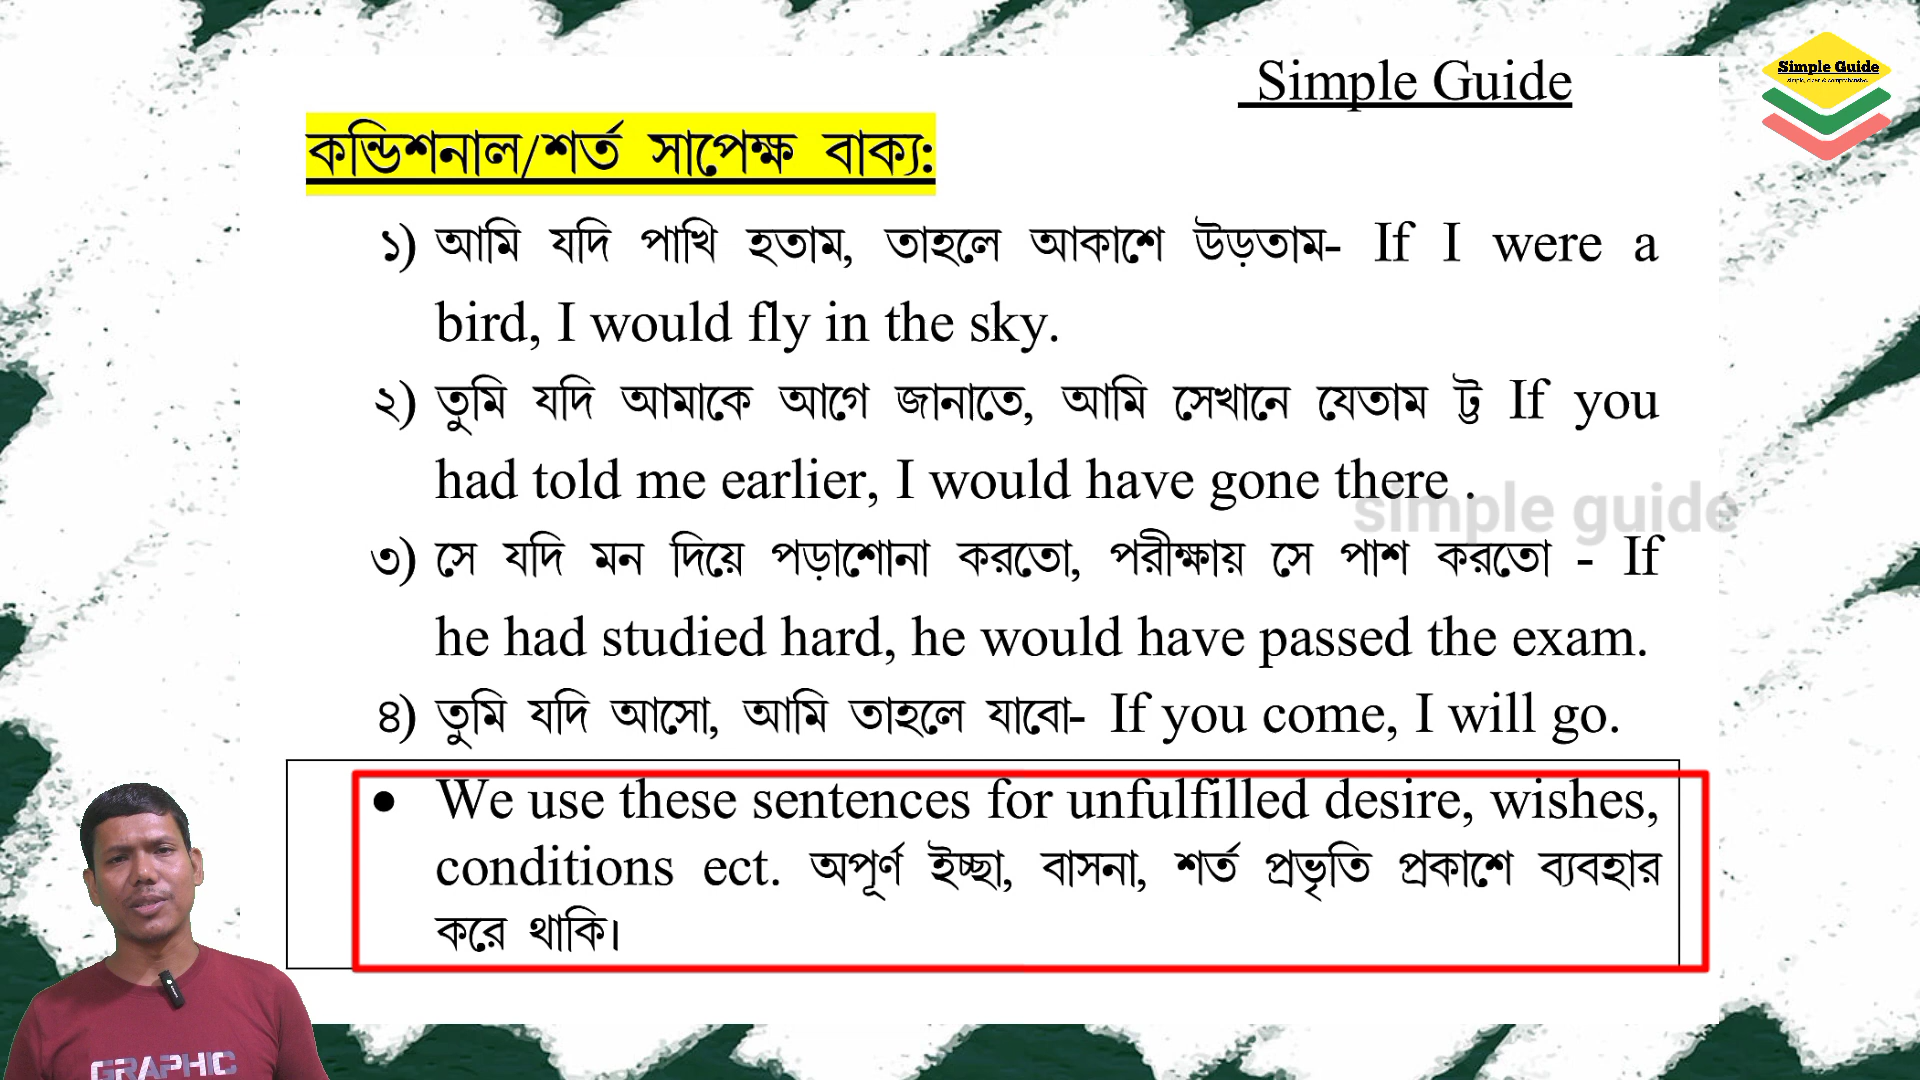 Simple Guide
Simple Guide
কন্ডিশনাল/শর্ত সাপেক্ষ বাক্য:
১) আমি যদি পাখি হতাম, তাহলে আকাশে উড়তাম- If I were a
bird, I would fly in the sky.
২) তুমি যদি আমাকে আগে জানাতে, আমি সেখানে যেতাম ট্ট If you
had told me earlier, I would have gone there .
simple guide
৩) সে যদি মন দিয়ে পড়াশোনা করতো, পরীক্ষায় সে পাশ করতো - If
he had studied hard, he would have passed the exam.
৪) তুমি যদি আসো, আমি তাহলে যাবো- If you come, I will go.
• We use these sentences for unfulfilled desire, wishes,
conditions ect. অপূর্ণ ইচ্ছা, বাসনা, শর্ত প্রভৃতি প্রকাশে ব্যবহার
করে থাকি।
GRAPHIC